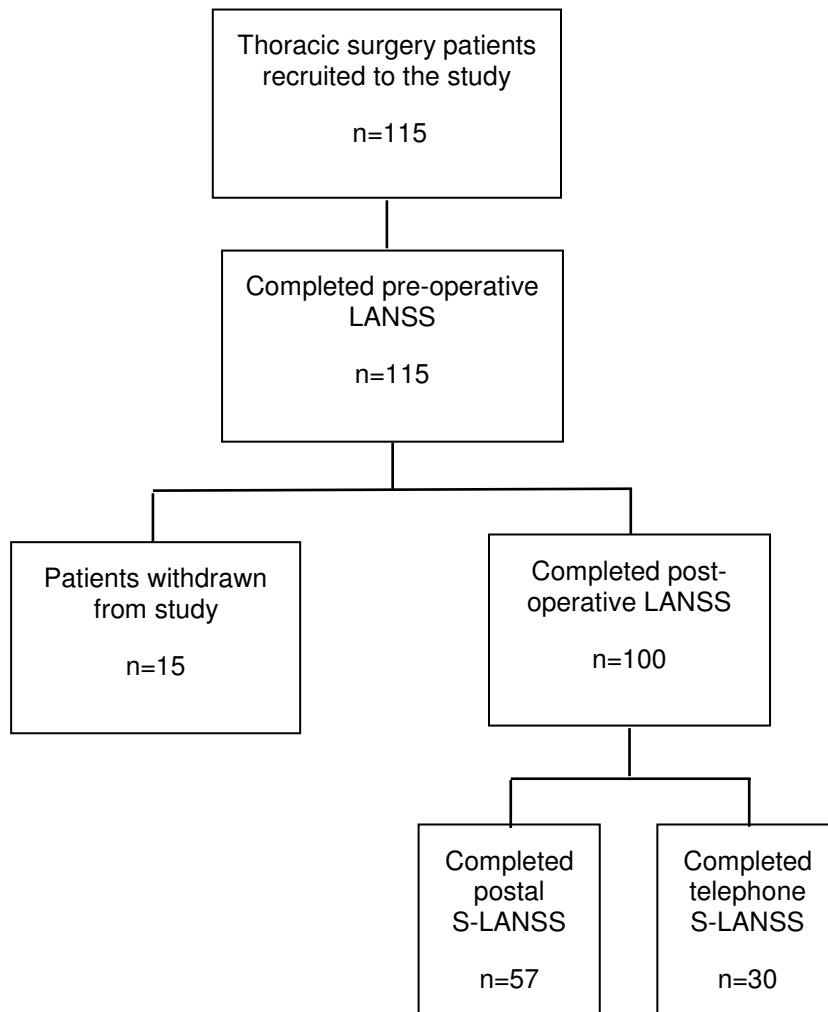 Thoracic surgery patients
recruited to the study
n=115
Completed pre-operative
LANSS
n=115
Patients withdrawn
from study
n=15
Completed post-
operative LANSS
n=100
Completed
postal
S-LANSS
n=57
Completed
telephone
S-LANSS
n=30